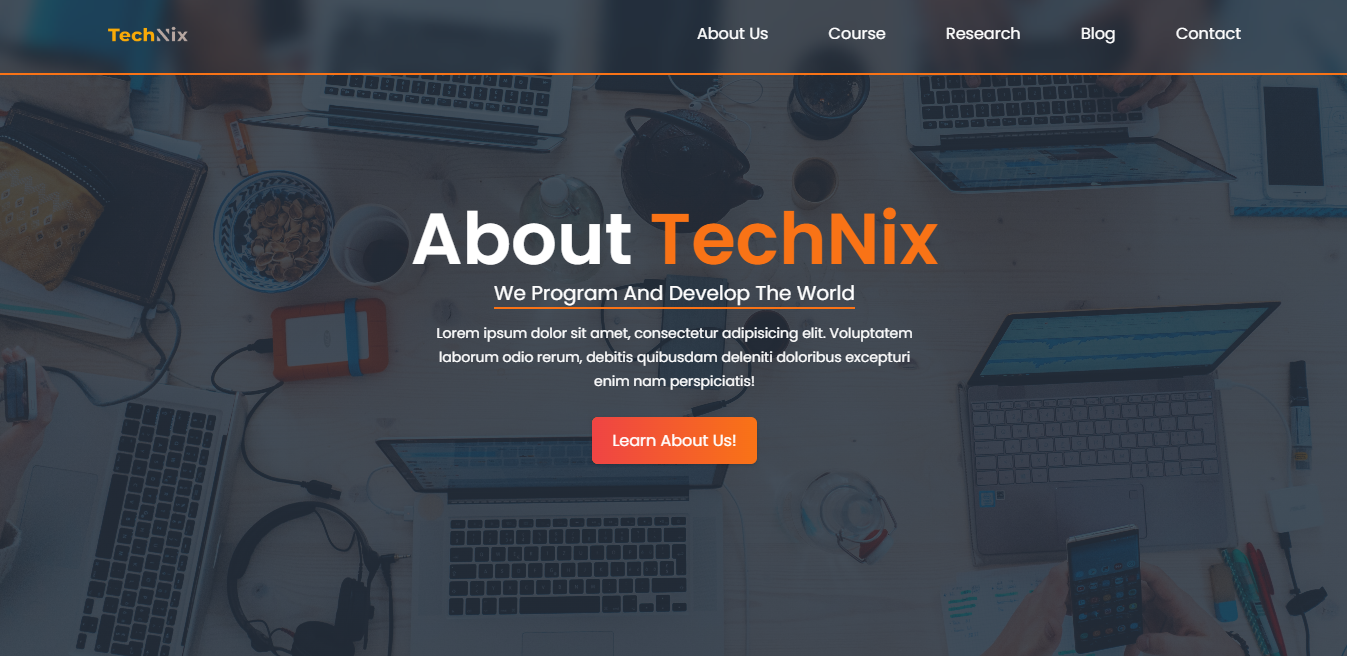 TechNix
About Us Course Research Blog Contact
About TechNix
We Program And Develop The World
Lorem ipsum dolor sit amet, consectetur adipisicing elit. Voluptatem
laborum odio rerum, debitis quibusdam deleniti doloribus excepturi
enim nam perspiciatis!
Learn About Us!